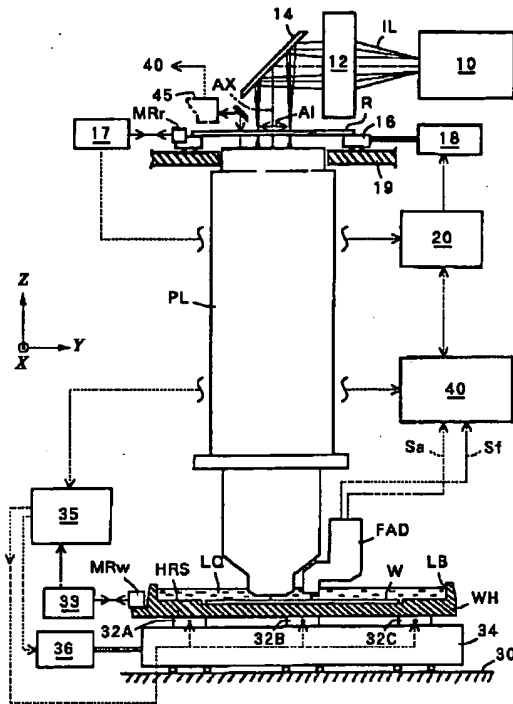 14
IL
12
10
40
45
AX
MRr
AI
R
16
17
18
19
20
Z
Y
X
PL
40
Sa
Sf
35
FAD
MRw
HRS
LQ
W
LB
33
WH
32A
32B
32C
34
36
30